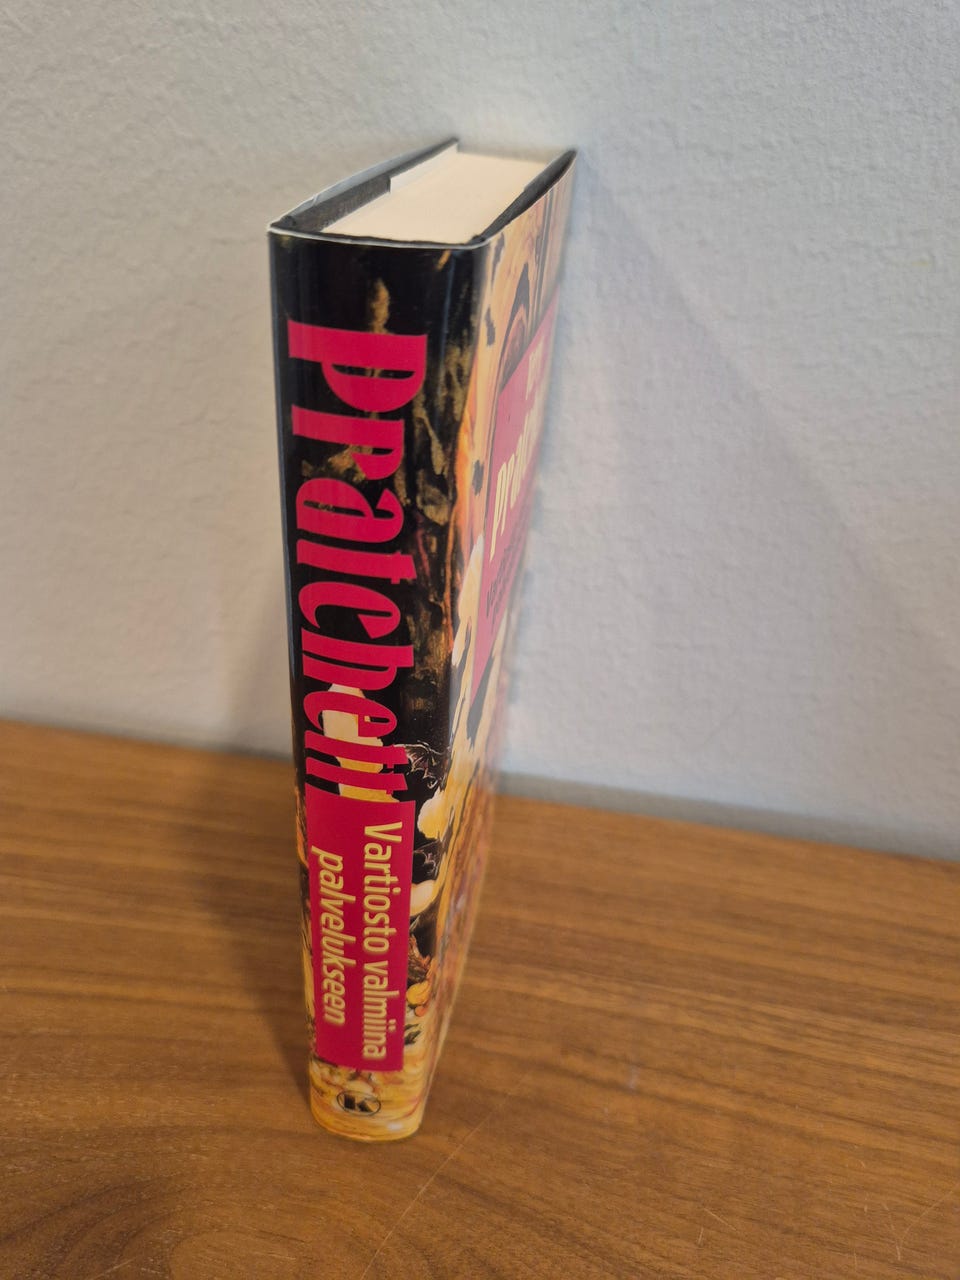 Pratchett
Vartiosto valmiina
palvelukseen
K